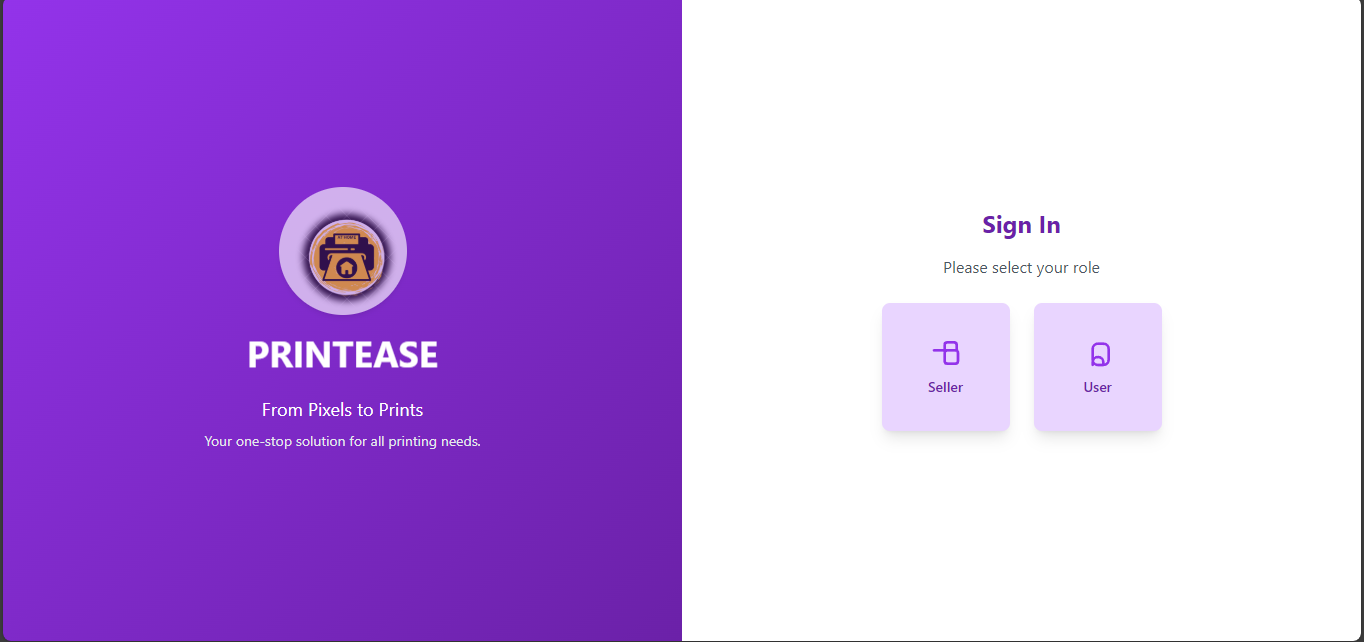 PRINTEASE
From Pixels to Prints
Your one-stop solution for all printing needs.
Sign In
Please select your role
Seller
User